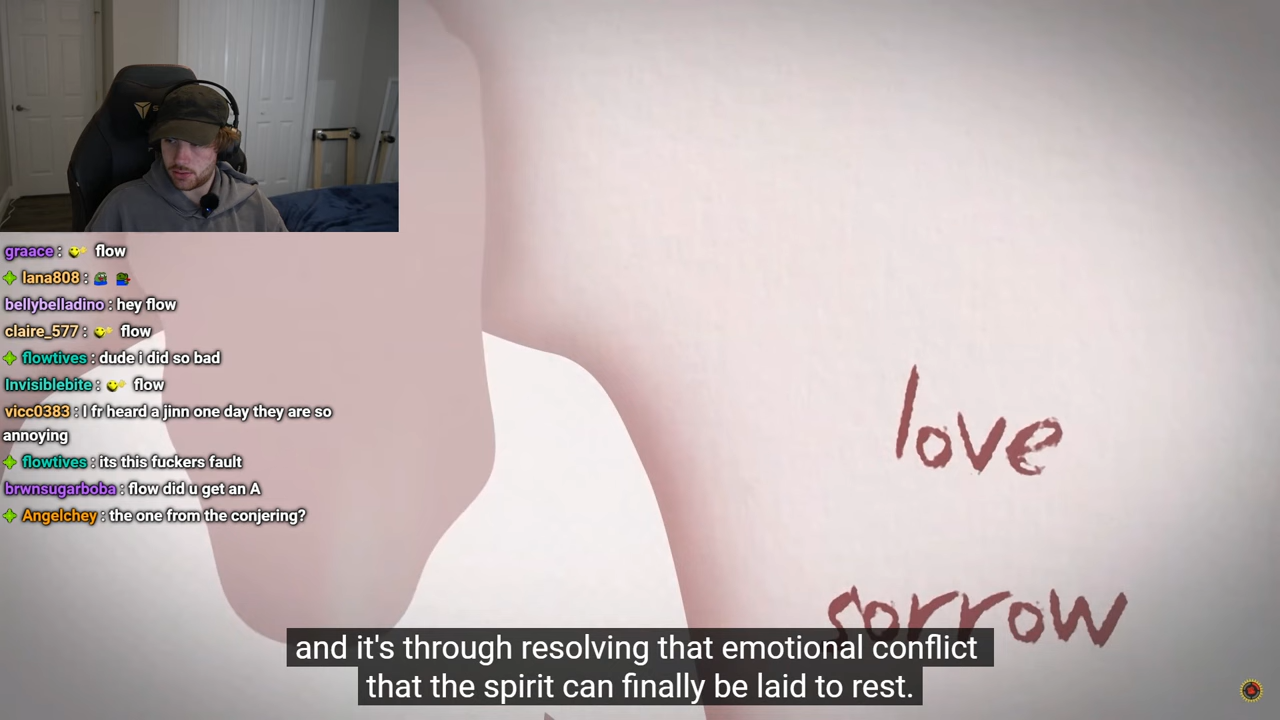 graace : flow
lana808 :
bellybelladino : hey flow
claire_577 : flow
flowtives : dude i did so bad
Invisiblebite : flow
vicc0383 : I fr heard a jinn one day they are so
annoying
flowtives : its this fuckers fault
brwnsugarboba : flow did u get an A
Angelchey : the one from the conjering?
love
sorrow
and it's through resolving that emotional conflict
that the spirit can finally be laid to rest.